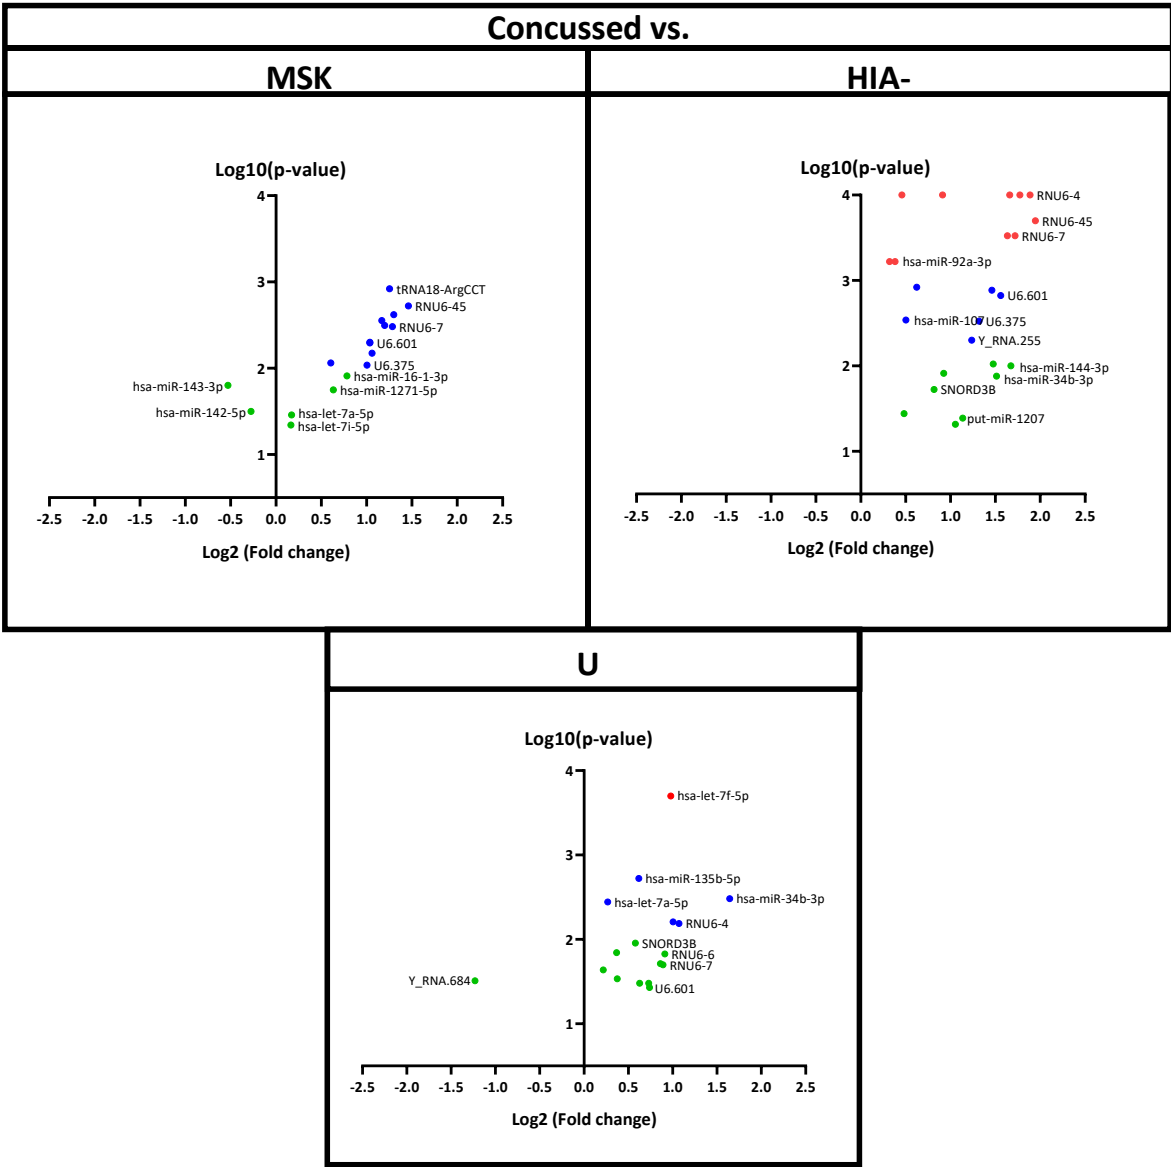 Concussed vs.
MSK
HIA-
Log10(p-value)
4
3
2
1
tRNA18-ArgCCT
RNU6-45
RNU6-7
U6.601
U6.375
hsa-miR-16-1-3p
hsa-miR-143-3p
hsa-miR-1271-5p
hsa-miR-142-5p
hsa-let-7a-5p
hsa-let-7i-5p
-2.5 -2.0 -1.5 -1.0 -0.5 0.0 0.5 1.0 1.5 2.0 2.5
Log2 (Fold change)
Log10(p-value)
4
3
2
1
RNU6-4
RNU6-45
RNU6-7
hsa-miR-92a-3p
U6.601
hsa-miR-107
U6.375
Y_RNA.255
hsa-miR-144-3p
hsa-miR-34b-3p
SNORD3B
put-miR-1207
-2.5 -2.0 -1.5 -1.0 -0.5 0.0 0.5 1.0 1.5 2.0 2.5
Log2 (Fold change)
U
Log10(p-value)
4
3
2
1
hsa-let-7f-5p
hsa-miR-135b-5p
hsa-let-7a-5p
hsa-miR-34b-3p
RNU6-4
SNORD3B
RNU6-6
RNU6-7
Y_RNA.684
U6.601
-2.5 -2.0 -1.5 -1.0 -0.5 0.0 0.5 1.0 1.5 2.0 2.5
Log2 (Fold change)